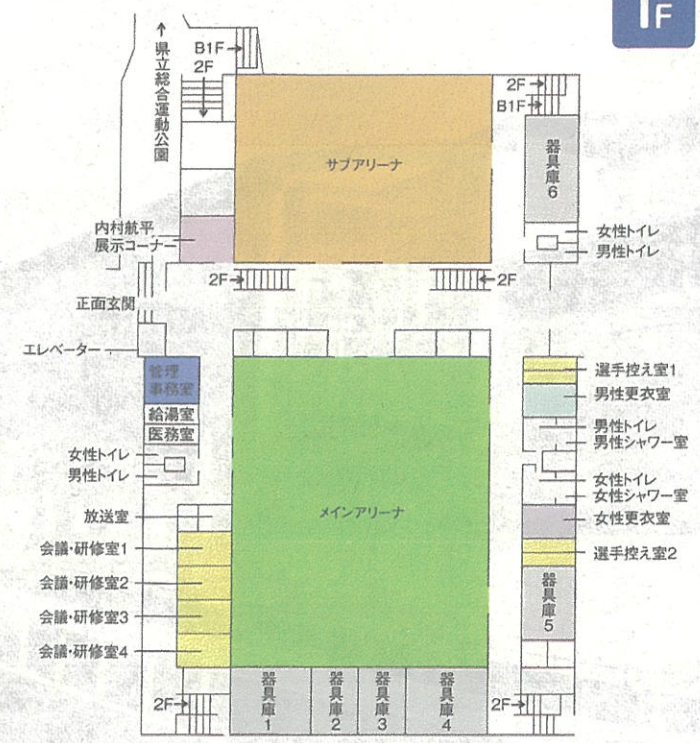 1F
↑
県立総合運動公園
B1F
2F
サブアリーナ
2F
B1F
器具庫6
内村航平
展示コーナー
女性トイレ
男性トイレ
2F
2F
正面玄関
エレベーター
管理
事務室
給湯室
医務室
女性トイレ
男性トイレ
放送室
会議・研修室1
会議・研修室2
会議・研修室3
会議・研修室4
メインアリーナ
選手控え室1
男性更衣室
男性トイレ
男性シャワー室
女性トイレ
女性シャワー室
女性更衣室
選手控え室2
器具庫5
2F
器具庫1
器具庫2
器具庫3
器具庫4
2F